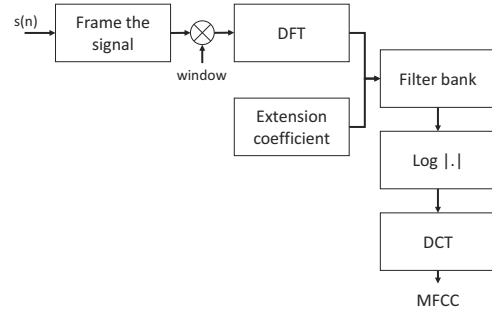 s(n)
Frame the
signal
window
DFT
Extension
coefficient
Filter bank
Log |.|
DCT
MFCC